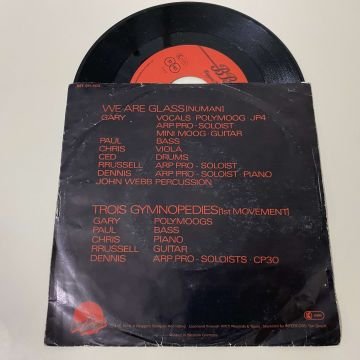 WE ARE GLASS [NUMAN]
GARY VOCALS · POLYMOOG · JP4
ARP PRO - SOLOIST
MINI MOOG · GUITAR
PAUL BASS
CHRIS VIOLA
CED DRUMS
RRUSSELL ARP PRO - SOLOIST
DENNIS ARP PRO - SOLOIST PIANO
JOHN WEBB PERCUSSION
TROIS GYMNOPEDIES [1st MOVEMENT]
GARY POLYMOOGS
PAUL BASS
CHRIS PIANO
RRUSSELL GUITAR
DENNIS ARP PRO - SOLOISTS · CP30